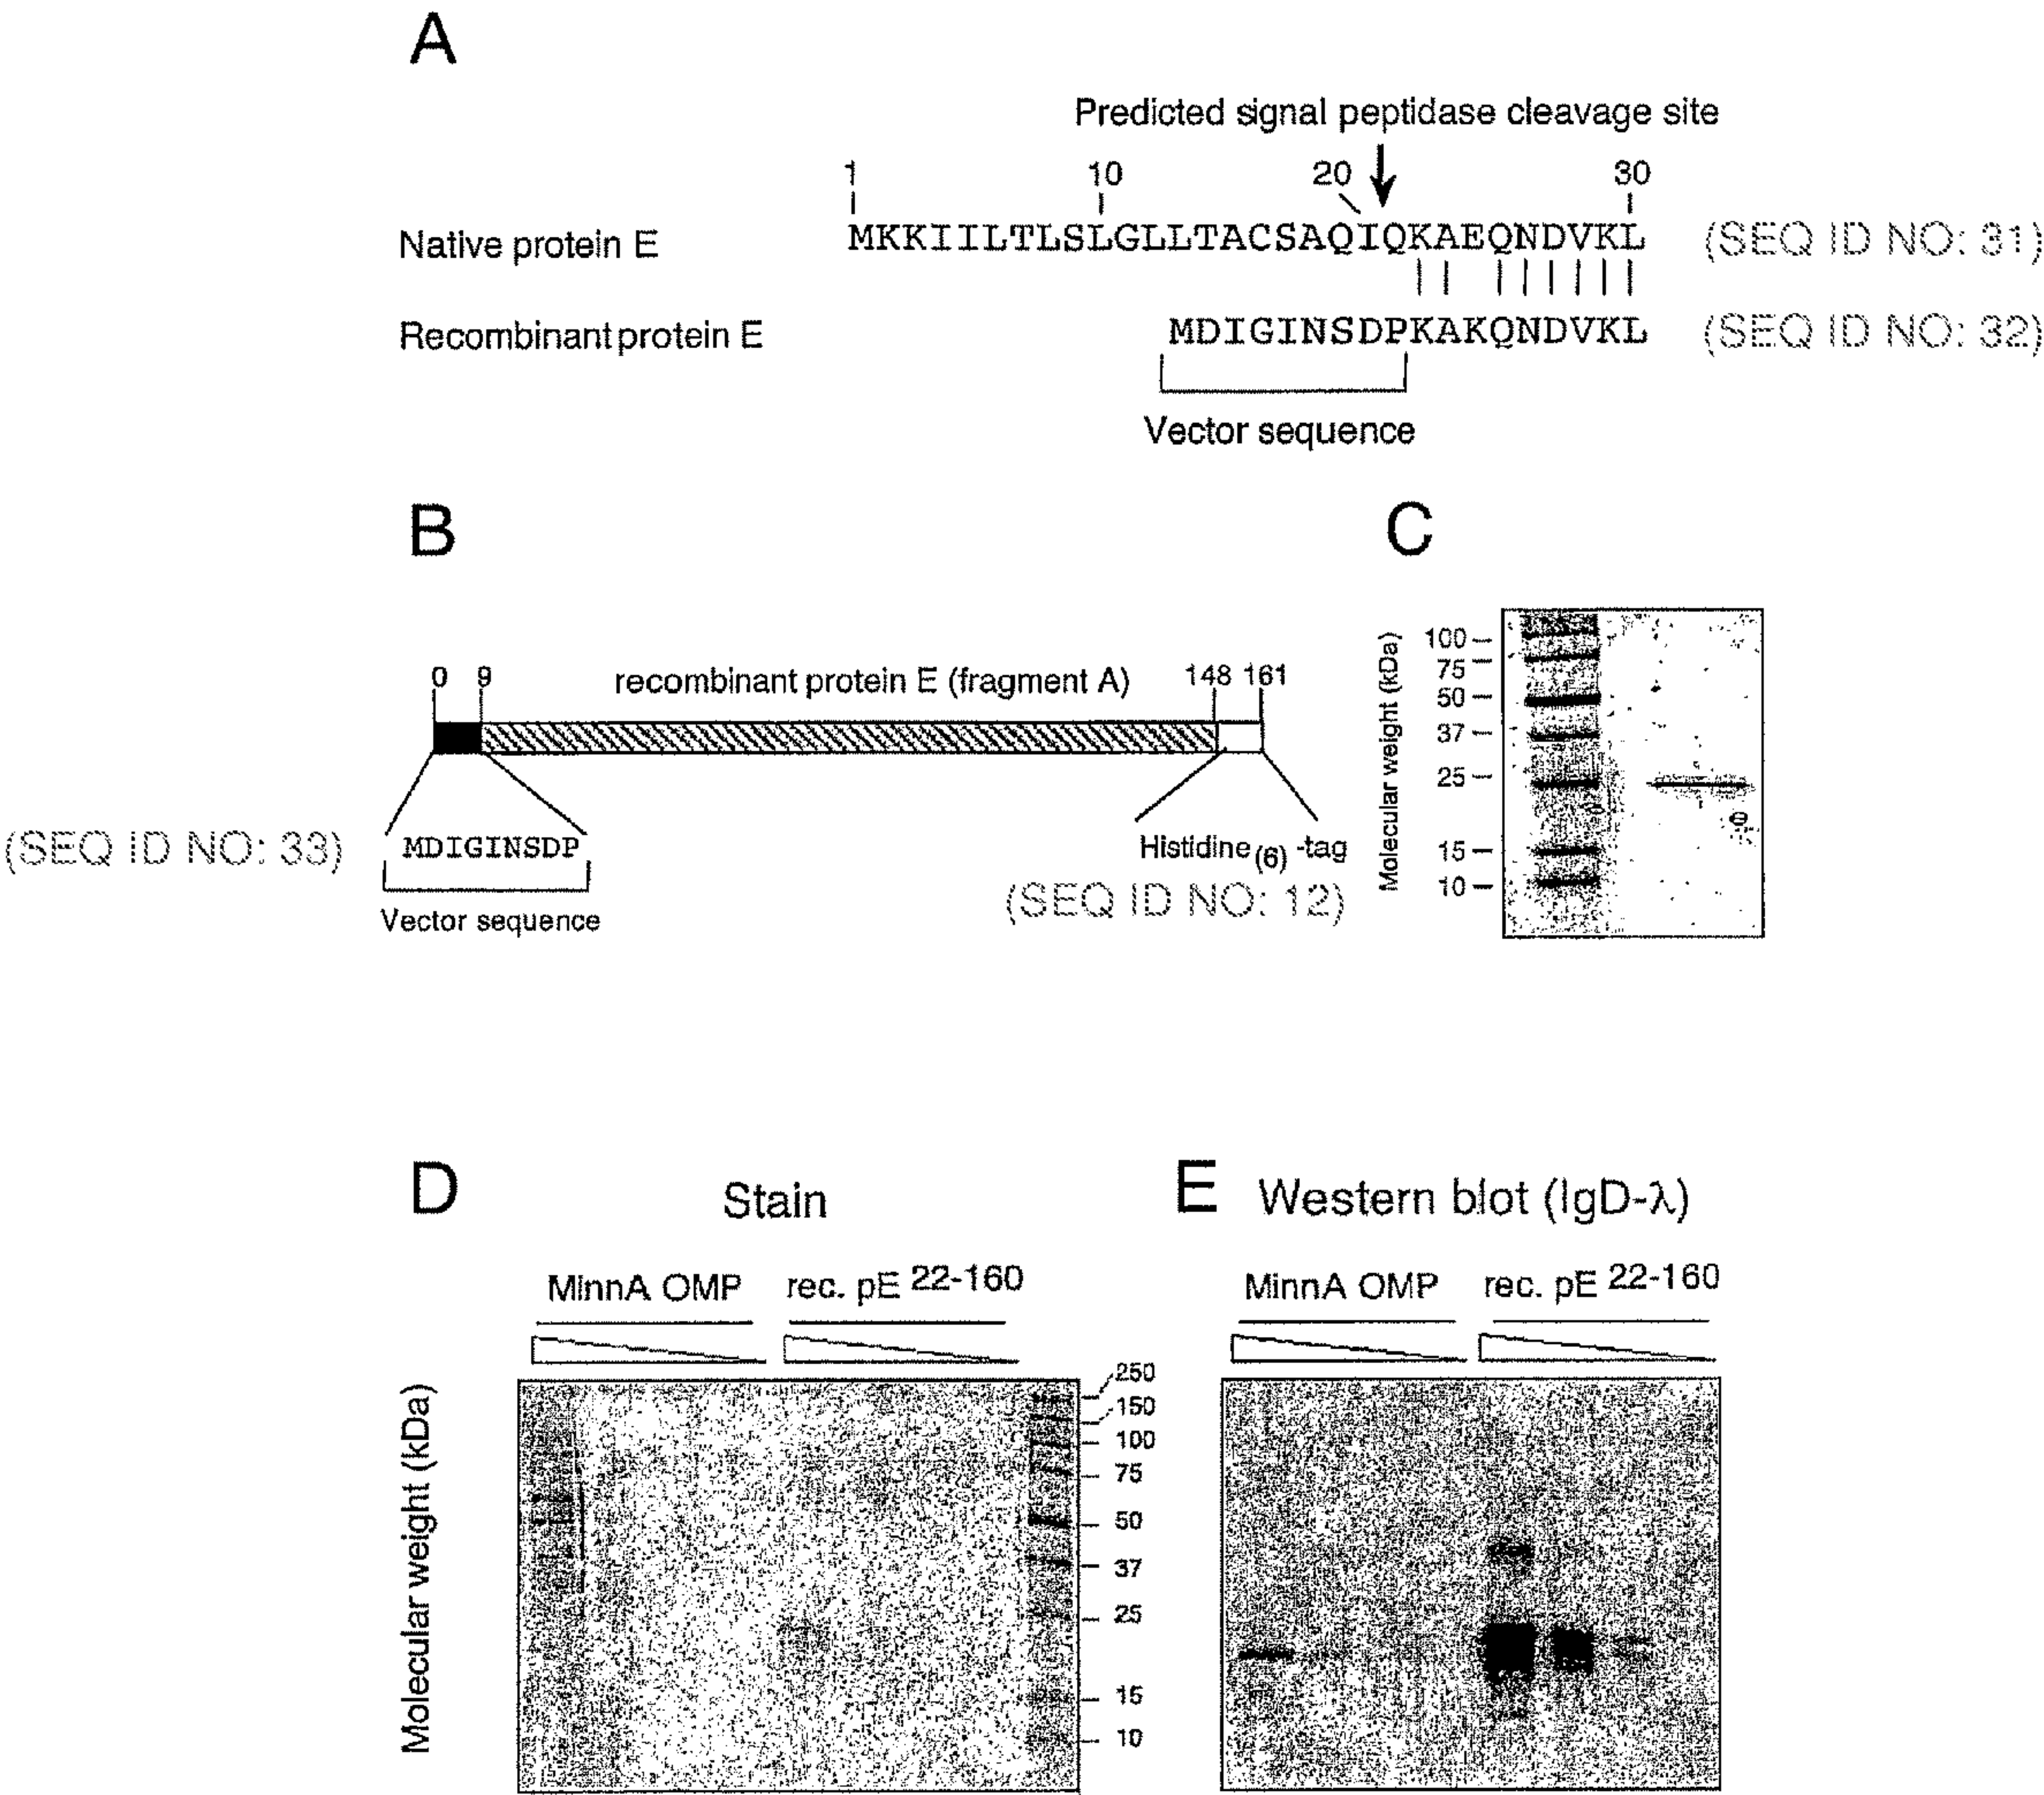 A
Predicted signal peptidase cleavage site
1 10 20 30
Native protein E MKKIILTLSLGLLTACSAQIQKAEQNDVKL (SEQ ID NO: 31)
Recombinant protein E MDIGINSDPKAKQNDVKL (SEQ ID NO: 32)
Vector sequence
B
0 9 recombinant protein E (fragment A) 148 161
(SEQ ID NO: 33) MDIGINSDP
Vector sequence
Histidine(6) -tag
(SEQ ID NO: 12)
C
Molecular weight (kDa)
100
75
50
37
25
15
10
D Stain
MinnA OMP rec. pE 22-160
Molecular weight (kDa)
250
150
100
75
50
37
25
15
10
E Western blot (IgD-λ)
MinnA OMP rec. pE 22-160